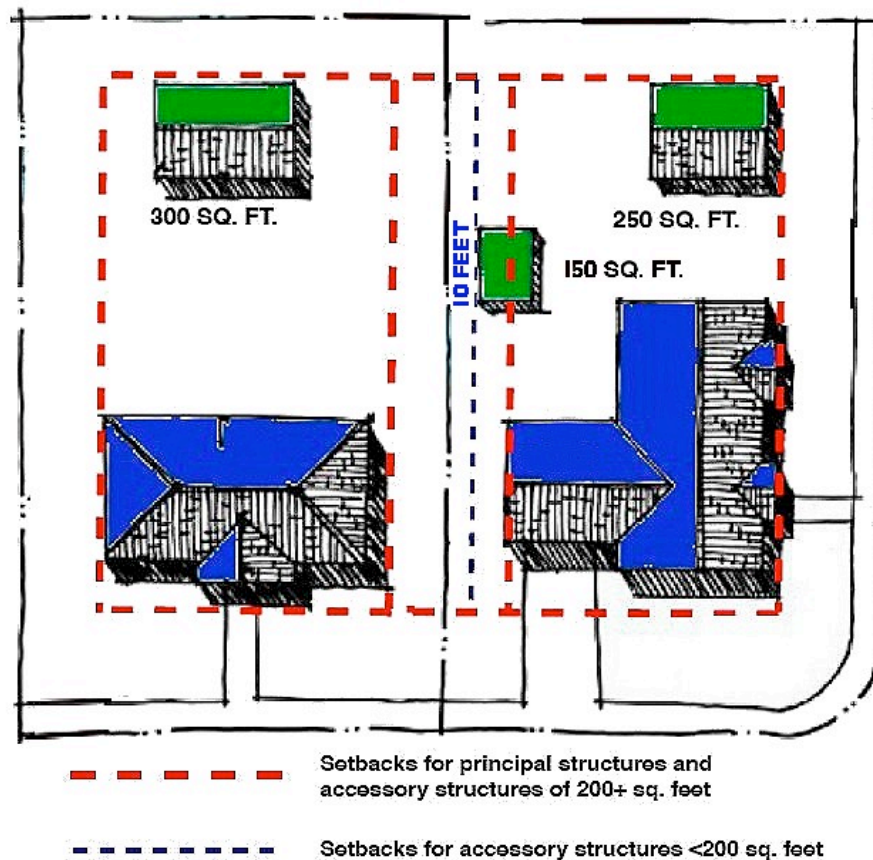 300 SQ. FT.
250 SQ. FT.
10 FEET
150 SQ. FT.
Setbacks for principal structures and
accessory structures of 200+ sq. feet
Setbacks for accessory structures <200 sq. feet